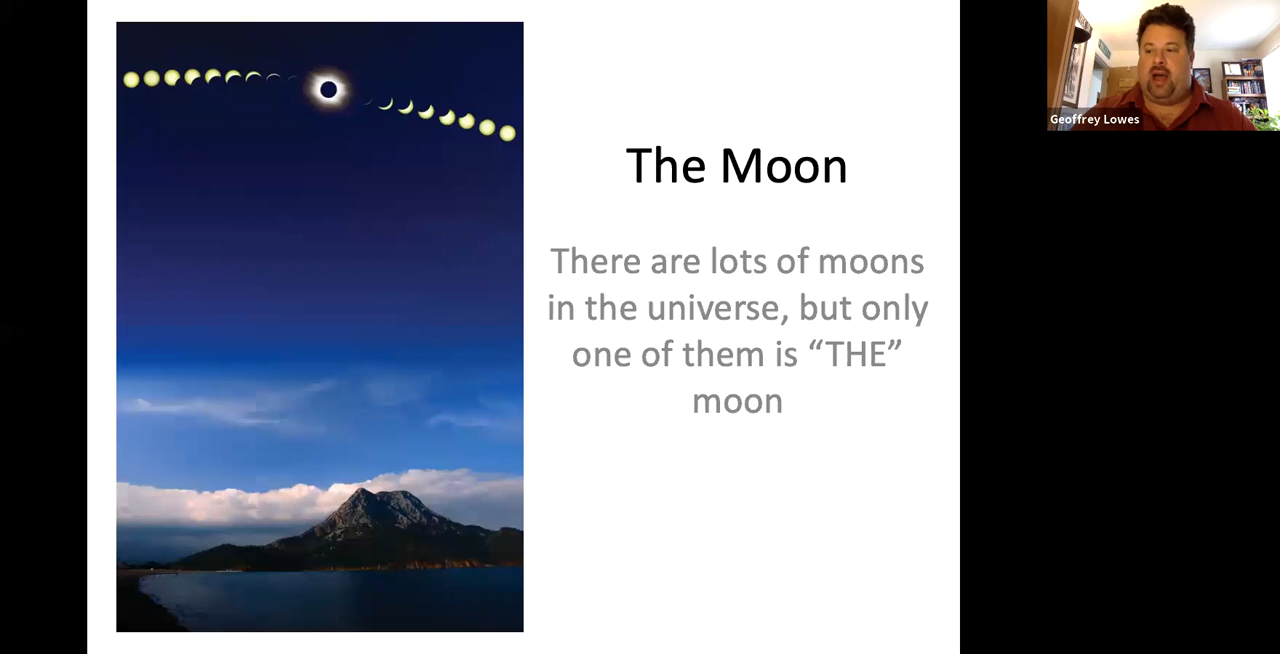 The Moon
There are lots of moons
in the universe, but only
one of them is “THE”
moon
Geoffrey Lowes